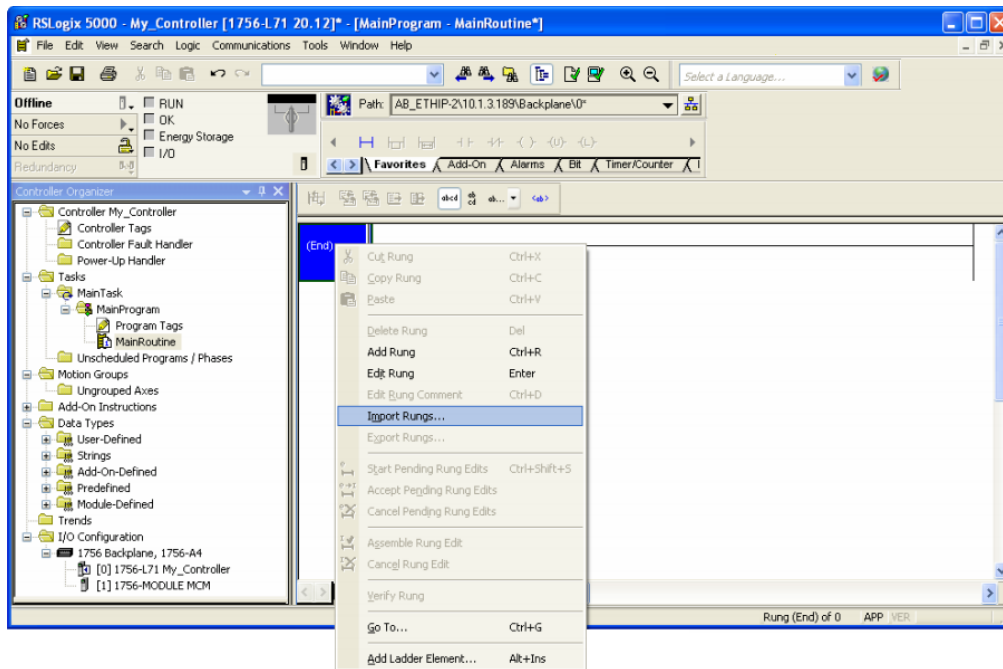 RSLogix 5000 - My_Controller [1756-L71 20.12]* - [MainProgram - MainRoutine*]
File Edit View Search Logic Communications Tools Window Help
Select a Language...
Offline
RUN
No Forces
OK
No Edits
Energy Storage
Redundancy
I/O
Path: AB_ETHIP-2\10.1.3.189\Backplane\0*
Favorites Add-On Alarms Bit Timer/Counter
Controller Organizer
Controller My_Controller
Controller Tags
Controller Fault Handler
Power-Up Handler
Tasks
MainTask
MainProgram
Program Tags
MainRoutine
Unscheduled Programs / Phases
Motion Groups
Ungrouped Axes
Add-On Instructions
Data Types
User-Defined
Strings
Add-On-Defined
Predefined
Module-Defined
Trends
I/O Configuration
1756 Backplane, 1756-A4
[0] 1756-L71 My_Controller
[1] 1756-MODULE MCM
(End)
Cut Rung Ctrl+X
Copy Rung Ctrl+C
Paste Ctrl+V
Delete Rung Del
Add Rung Ctrl+R
Edit Rung Enter
Edit Rung Comment Ctrl+D
Import Rungs...
Export Rungs...
Start Pending Rung Edits Ctrl+Shift+S
Accept Pending Rung Edits
Cancel Pending Rung Edits
Assemble Rung Edit
Cancel Rung Edit
Verify Rung
Go To... Ctrl+G
Add Ladder Element... Alt+Ins
Rung (End) of 0 APP VER